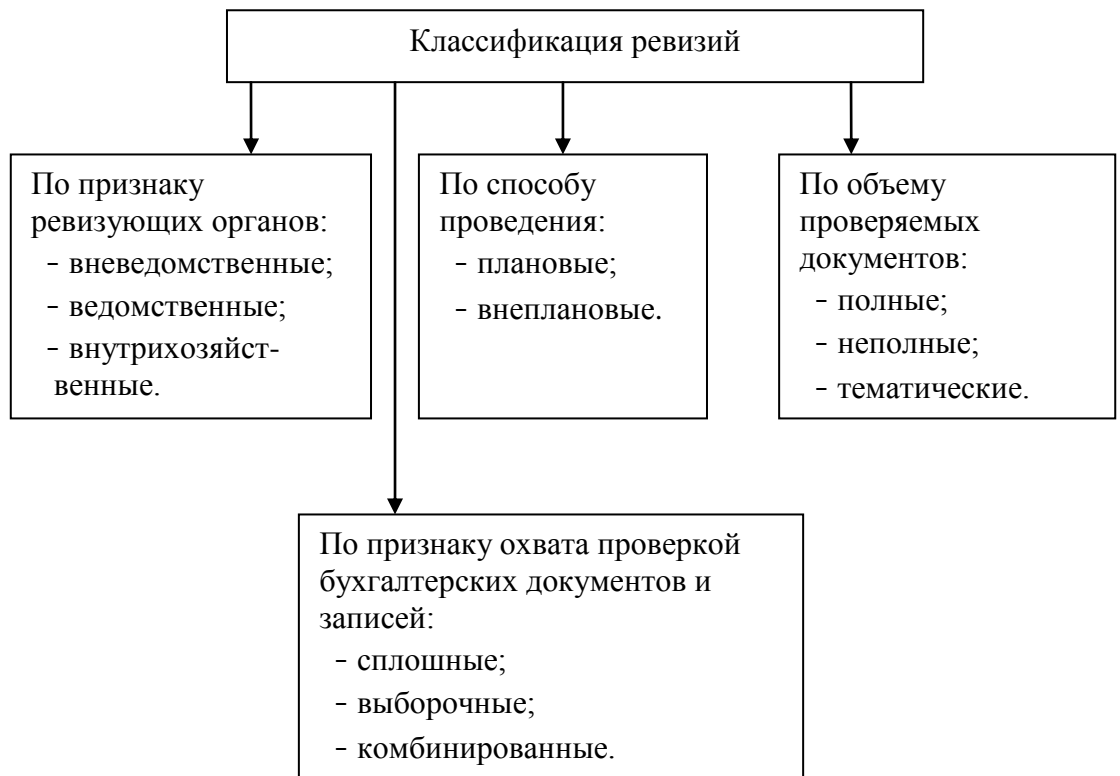 Классификация ревизий
По признаку
ревизующих органов:
- вневедомственные;
- ведомственные;
- внутрихозяйст-
венные.
По способу
проведения:
- плановые;
- внеплановые.
По объему
проверяемых
документов:
- полные;
- неполные;
- тематические.
По признаку охвата проверкой
бухгалтерских документов и
записей:
- сплошные;
- выборочные;
- комбинированные.